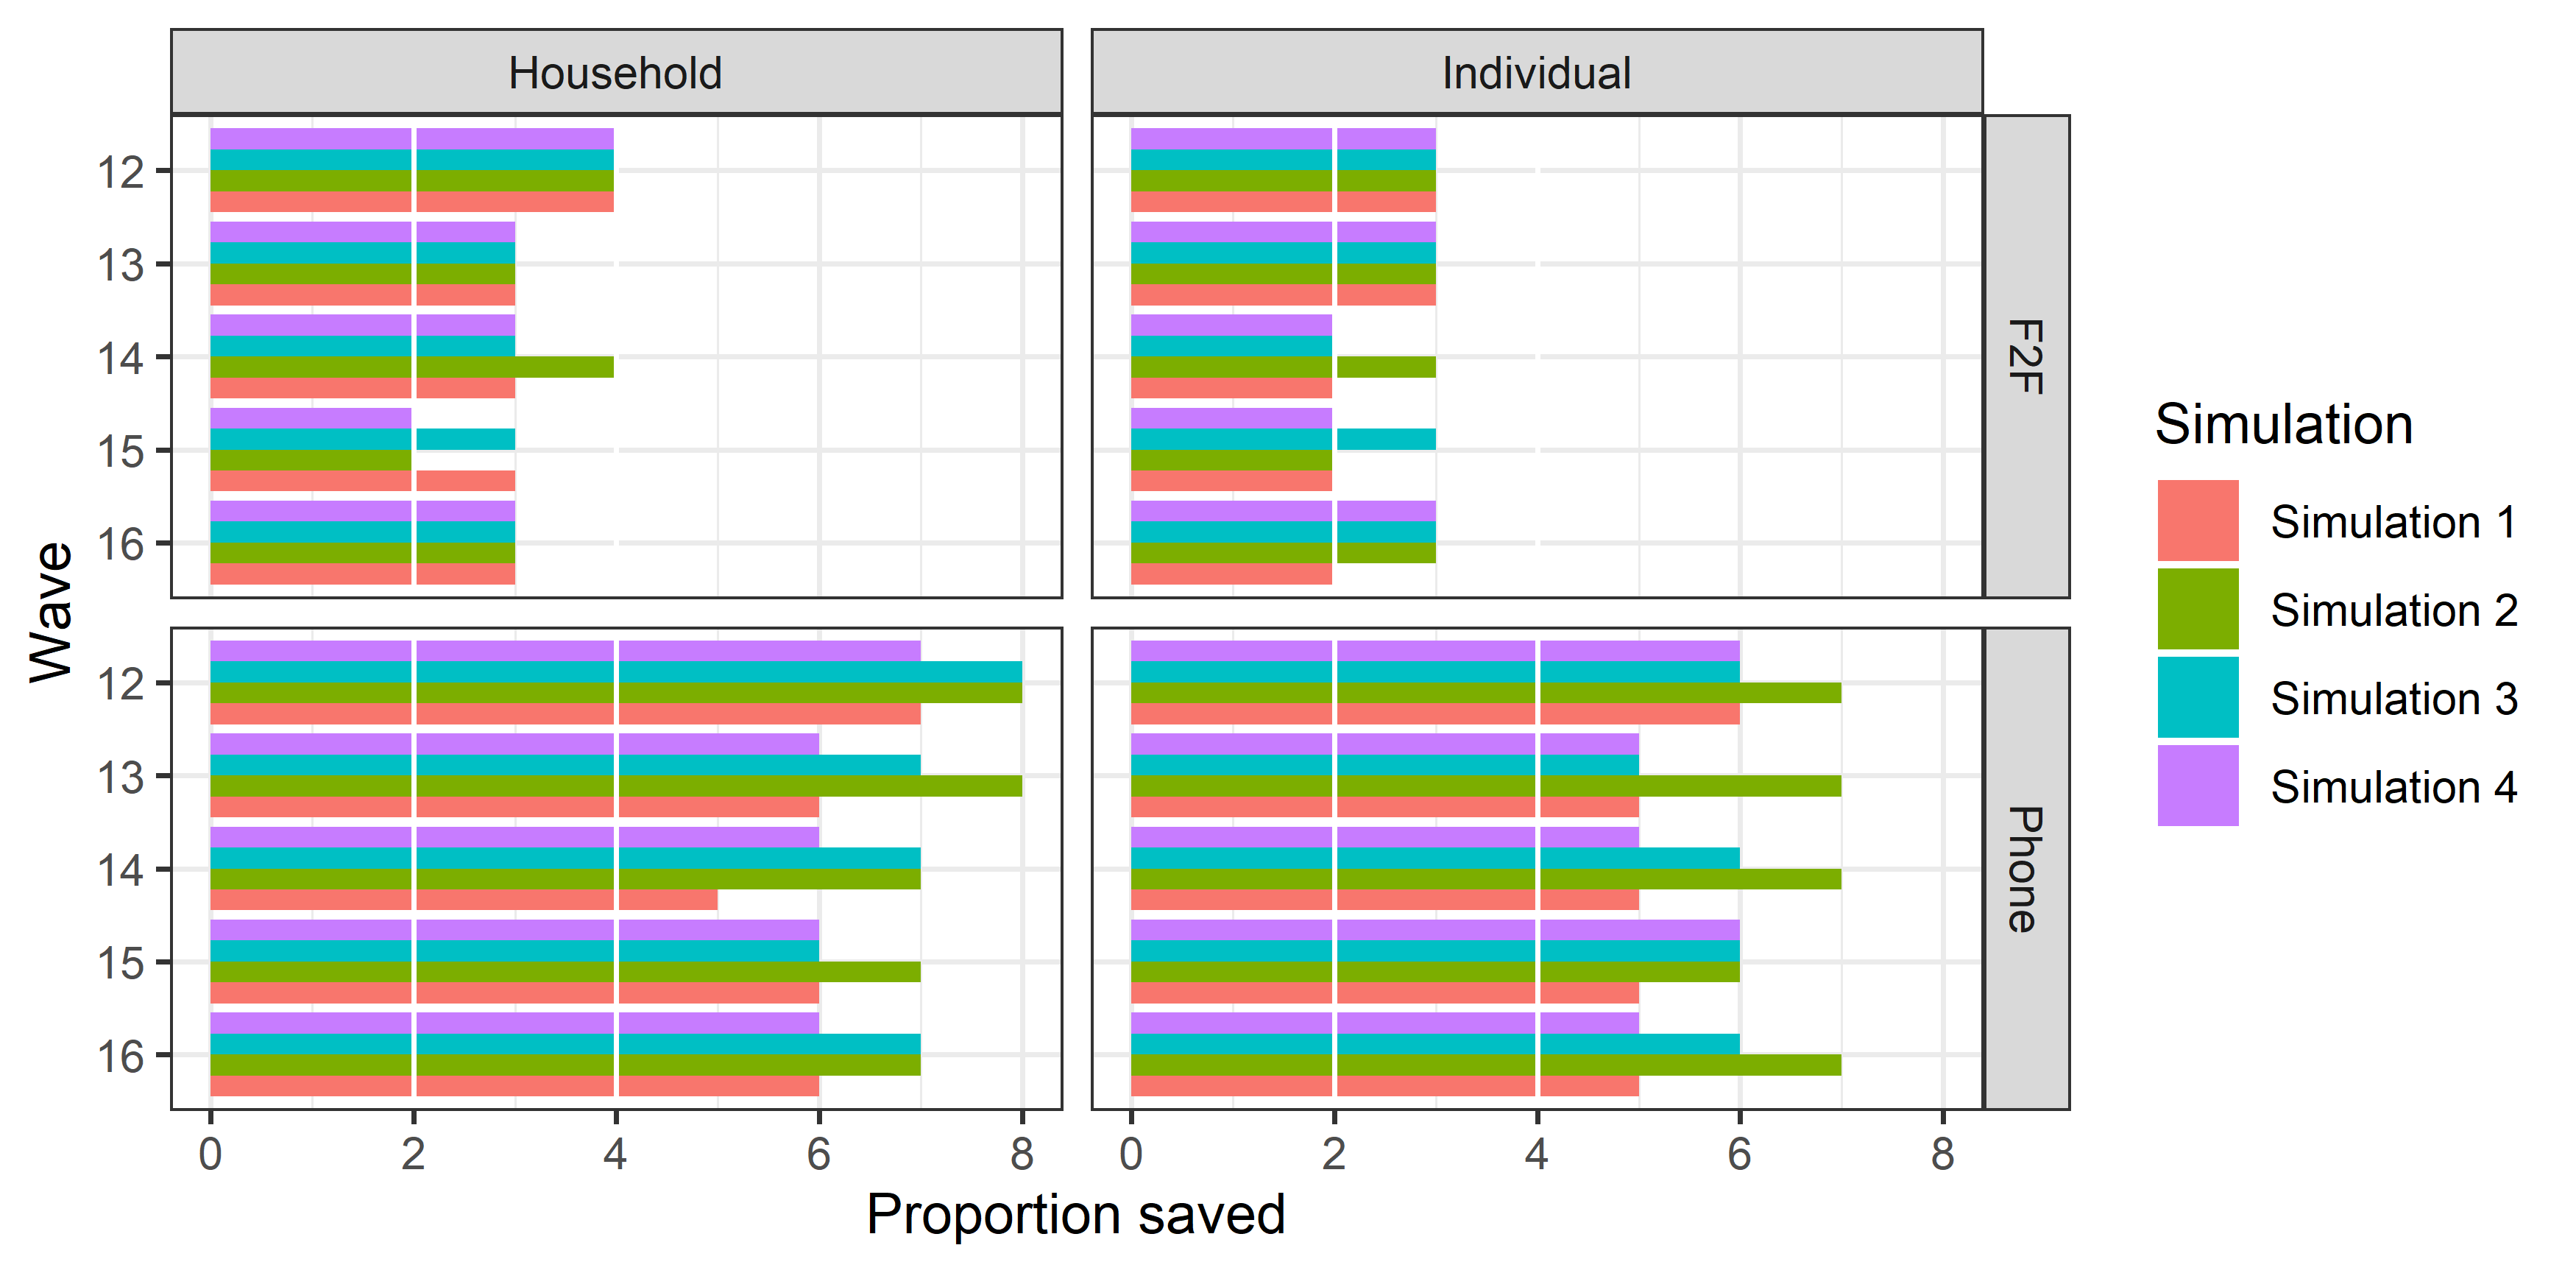 Household
Individual
12
13
14
15
16
F2F
12
13
14
15
16
Phone
Wave
0 2 4 6 8
0 2 4 6 8
Proportion saved
Simulation
Simulation 1
Simulation 2
Simulation 3
Simulation 4